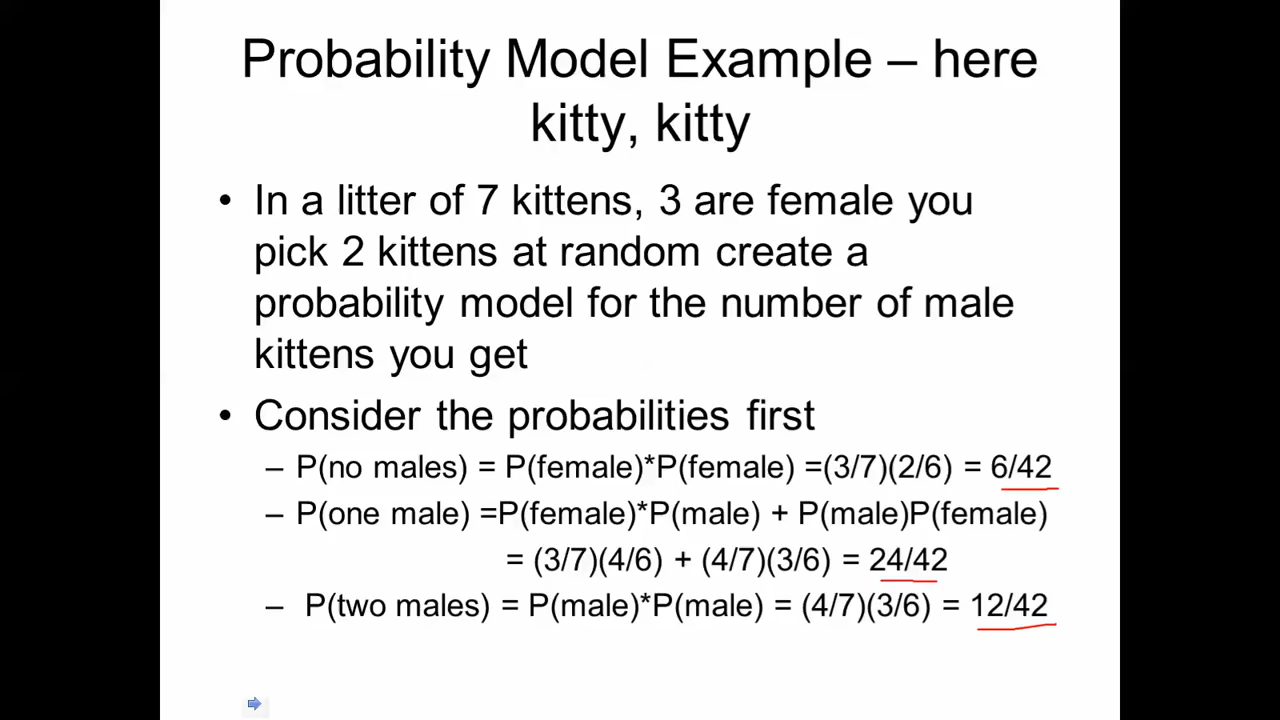 Probability Model Example – here
kitty, kitty
• In a litter of 7 kittens, 3 are female you
pick 2 kittens at random create a
probability model for the number of male
kittens you get
• Consider the probabilities first
– P(no males) = P(female)*P(female) =(3/7)(2/6) = 6/42
– P(one male) =P(female)*P(male) + P(male)P(female)
= (3/7)(4/6) + (4/7)(3/6) = 24/42
– P(two males) = P(male)*P(male) = (4/7)(3/6) = 12/42